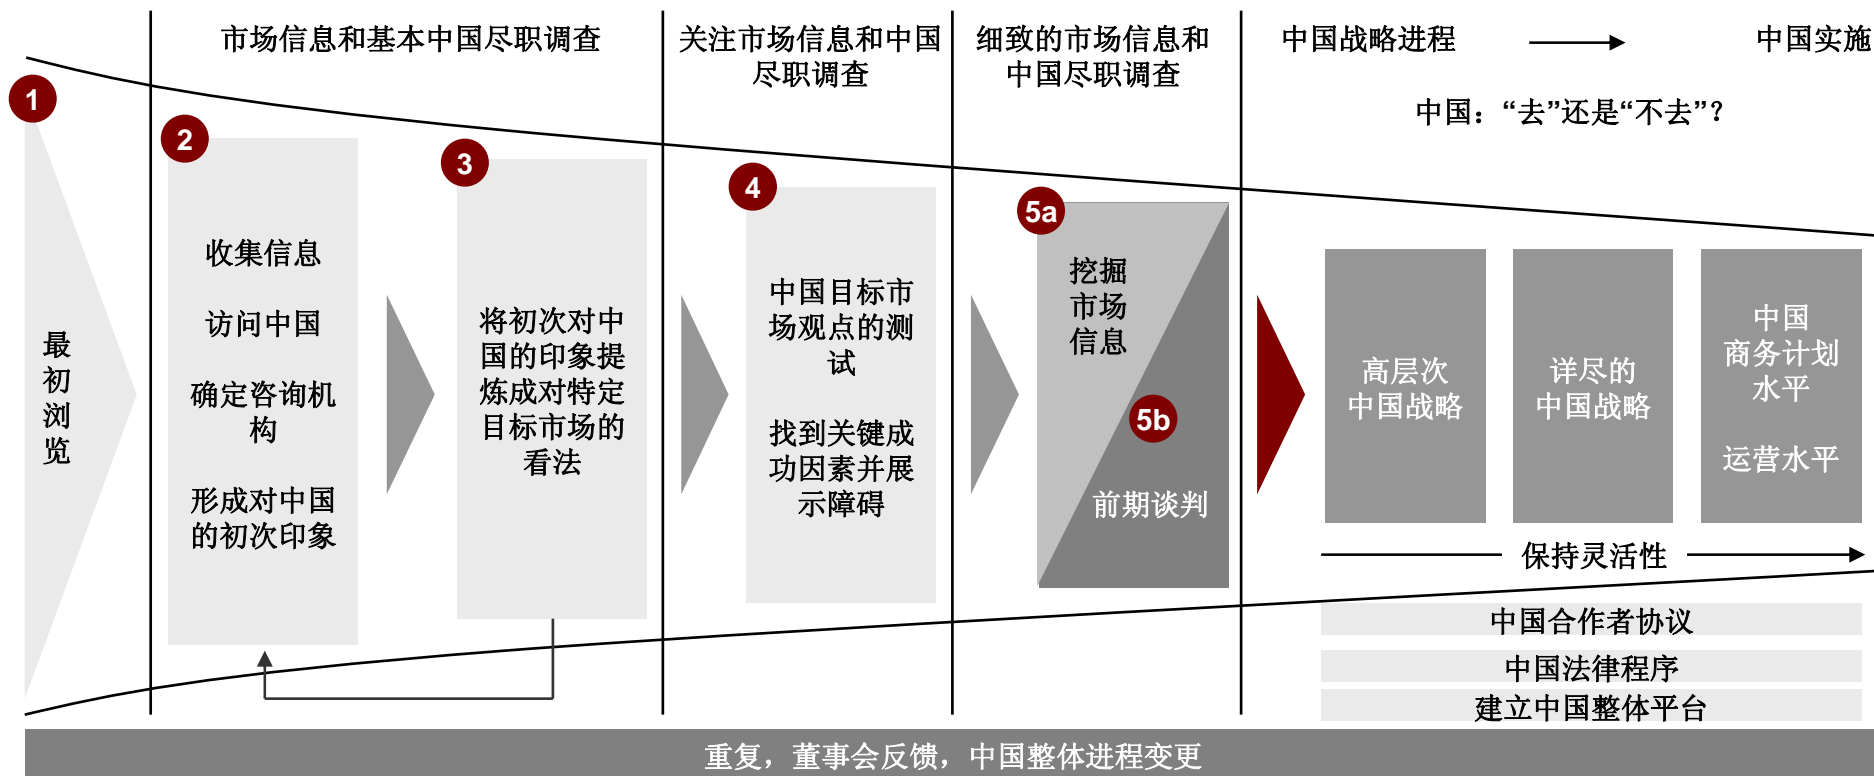 市场信息和基本中国尽职调查
关注市场信息和中国
尽职调查
细致的市场信息和
中国尽职调查
中国战略进程
中国实施
中国：“去”还是“不去”？
1
最
初
浏
览
2
收集信息
访问中国
确定咨询机
构
形成对中国
的初次印象
3
将初次对中
国的印象提
炼成对特定
目标市场的
看法
4
中国目标市
场观点的测
试
找到关键成
功因素并展
示障碍
5a
挖掘
市场
信息
5b
前期谈判
高层次
中国战略
详尽的
中国战略
中国
商务计划
水平
运营水平
保持灵活性
中国合作者协议
中国法律程序
建立中国整体平台
重复，董事会反馈，中国整体进程变更